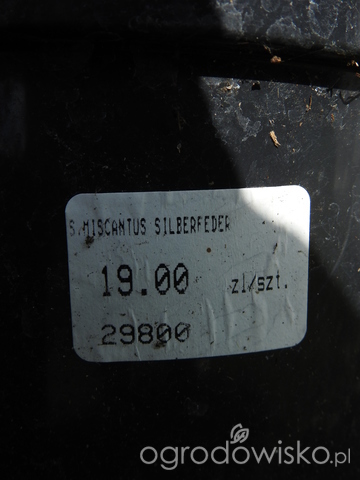 S.MISCANTUS SILBERFEDER
19.00 zl/szt.
29800
ogrodowisko.pl